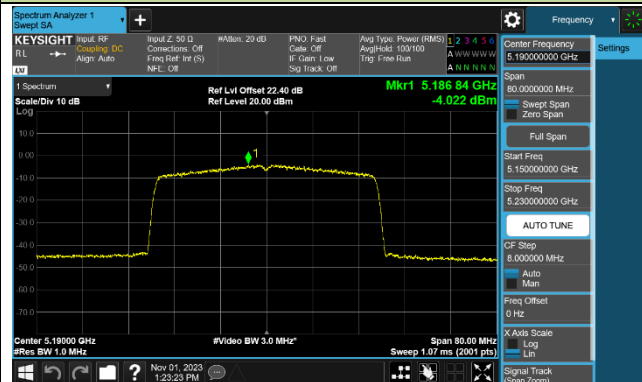 Spectrum Analyzer 1
Swept SA
Frequency
KEYSIGHT
RL
LXI
Input: RF
Coupling: DC
Align: Auto
Input Z: 50 Ω
Corrections: Off
Freq Ref: Int (S)
NFE: Off
#Atten: 20 dB
PNO: Fast
Gate: Off
IF Gain: Low
Sig Track: Off
Avg Type: Power (RMS)
Avg|Hold: 100/100
Trig: Free Run
1 2 3 4 5 6
A W W W W W
A N N N N N
1 Spectrum
Scale/Div 10 dB
Log
Ref Lvl Offset 22.40 dB
Ref Level 20.00 dBm
Mkr1 5.186 84 GHz
-4.022 dBm
1
10.0
0.00
-10.0
-20.0
-30.0
-40.0
-50.0
-60.0
-70.0
Center 5.19000 GHz
#Res BW 1.0 MHz
#Video BW 3.0 MHz*
Span 80.00 MHz
Sweep 1.07 ms (2001 pts)
Nov 01, 2023
1:23:23 PM
Center Frequency
5.190000000 GHz
Settings
Span
80.0000000 MHz
Swept Span
Zero Span
Full Span
Start Freq
5.150000000 GHz
Stop Freq
5.230000000 GHz
AUTO TUNE
CF Step
8.000000 MHz
Auto
Man
Freq Offset
0 Hz
X Axis Scale
Log
Lin
Signal Track
(Span Zoom)